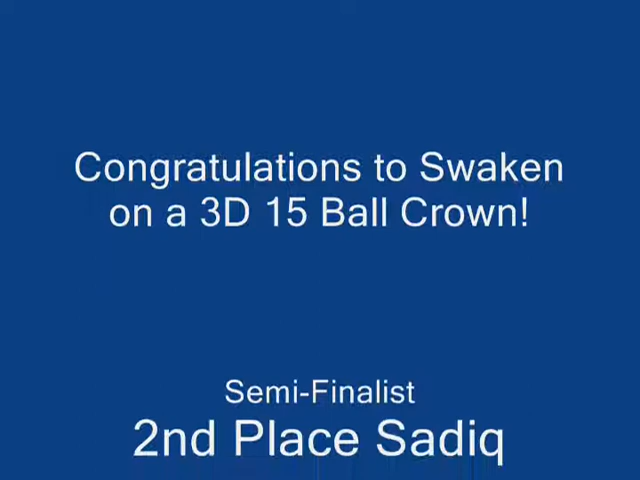 Congratulations to Swaken
on a 3D 15 Ball Crown!
Semi-Finalist
2nd Place Sadiq